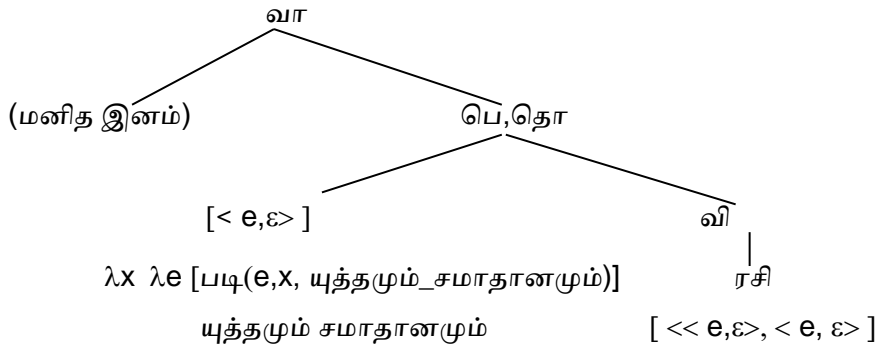 வா
(மனித இனம்) பெ,தொ
[< e,ε> ] வி
λx λe [படி(e,x, யுத்தமும்_சமாதானமும்)] ரசி
யுத்தமும் சமாதானமும் [ << e,ε>, < e, ε> ]